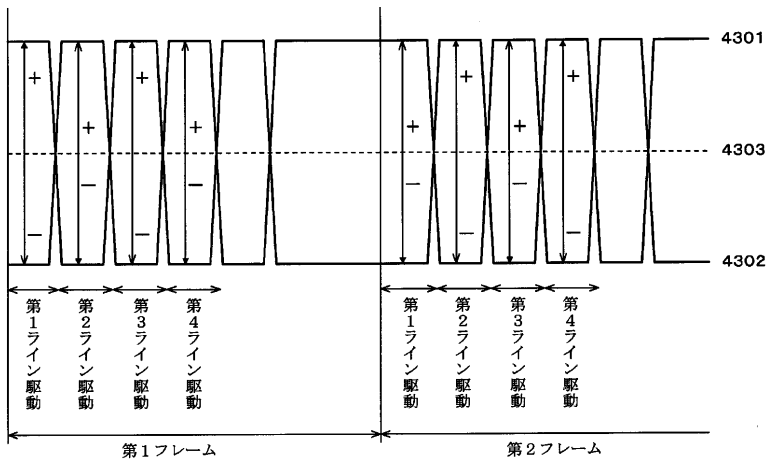 4301
4303
4302
+
+
+
+
+
+
+
+
−
−
−
−
−
−
−
−
第1ライン駆動
第2ライン駆動
第3ライン駆動
第4ライン駆動
第1ライン駆動
第2ライン駆動
第3ライン駆動
第4ライン駆動
第1フレーム
第2フレーム